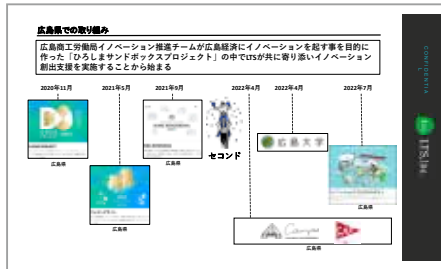 広島県での取り組み
広島商工労働局イノベーション推進チームが広島経済にイノベーションを起す事を目的に
作った「ひろしまサンドボックスプロジェクト」の中でLTSが共に寄り添いイノベーション
創出支援を実施することから始まる
2020年11月
2021年5月
2021年9月
2022年4月
2022年4月
2022年7月
セコンド
広島大学
広島県
広島県
広島県
広島県
Campus
広島県
CONFIDENTIAL
LTS, Inc